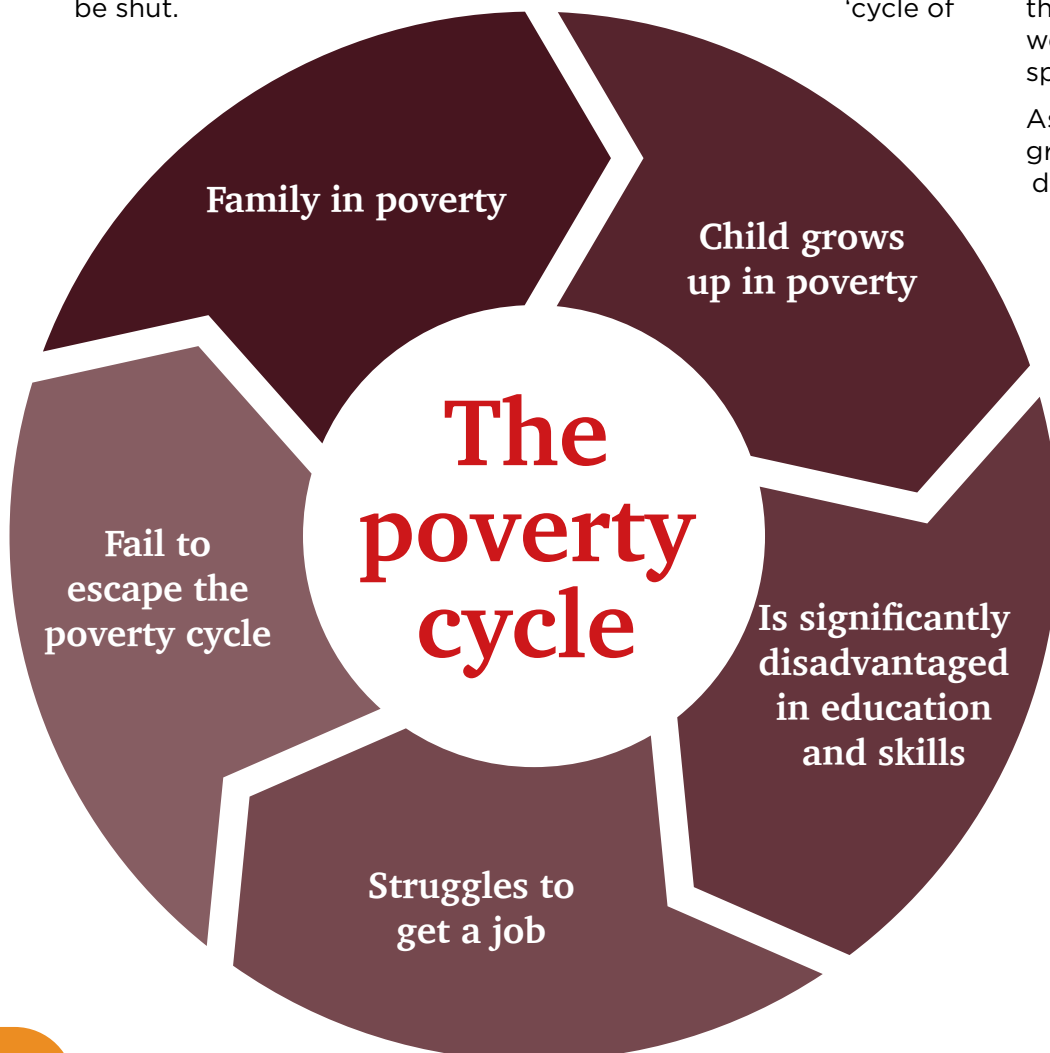 be shut.
‘cycle of
Family in poverty
Child grows
up in poverty
Is significantly
disadvantaged
in education
and skills
Struggles to
get a job
Fail to
escape the
poverty cycle
The
poverty
cycle